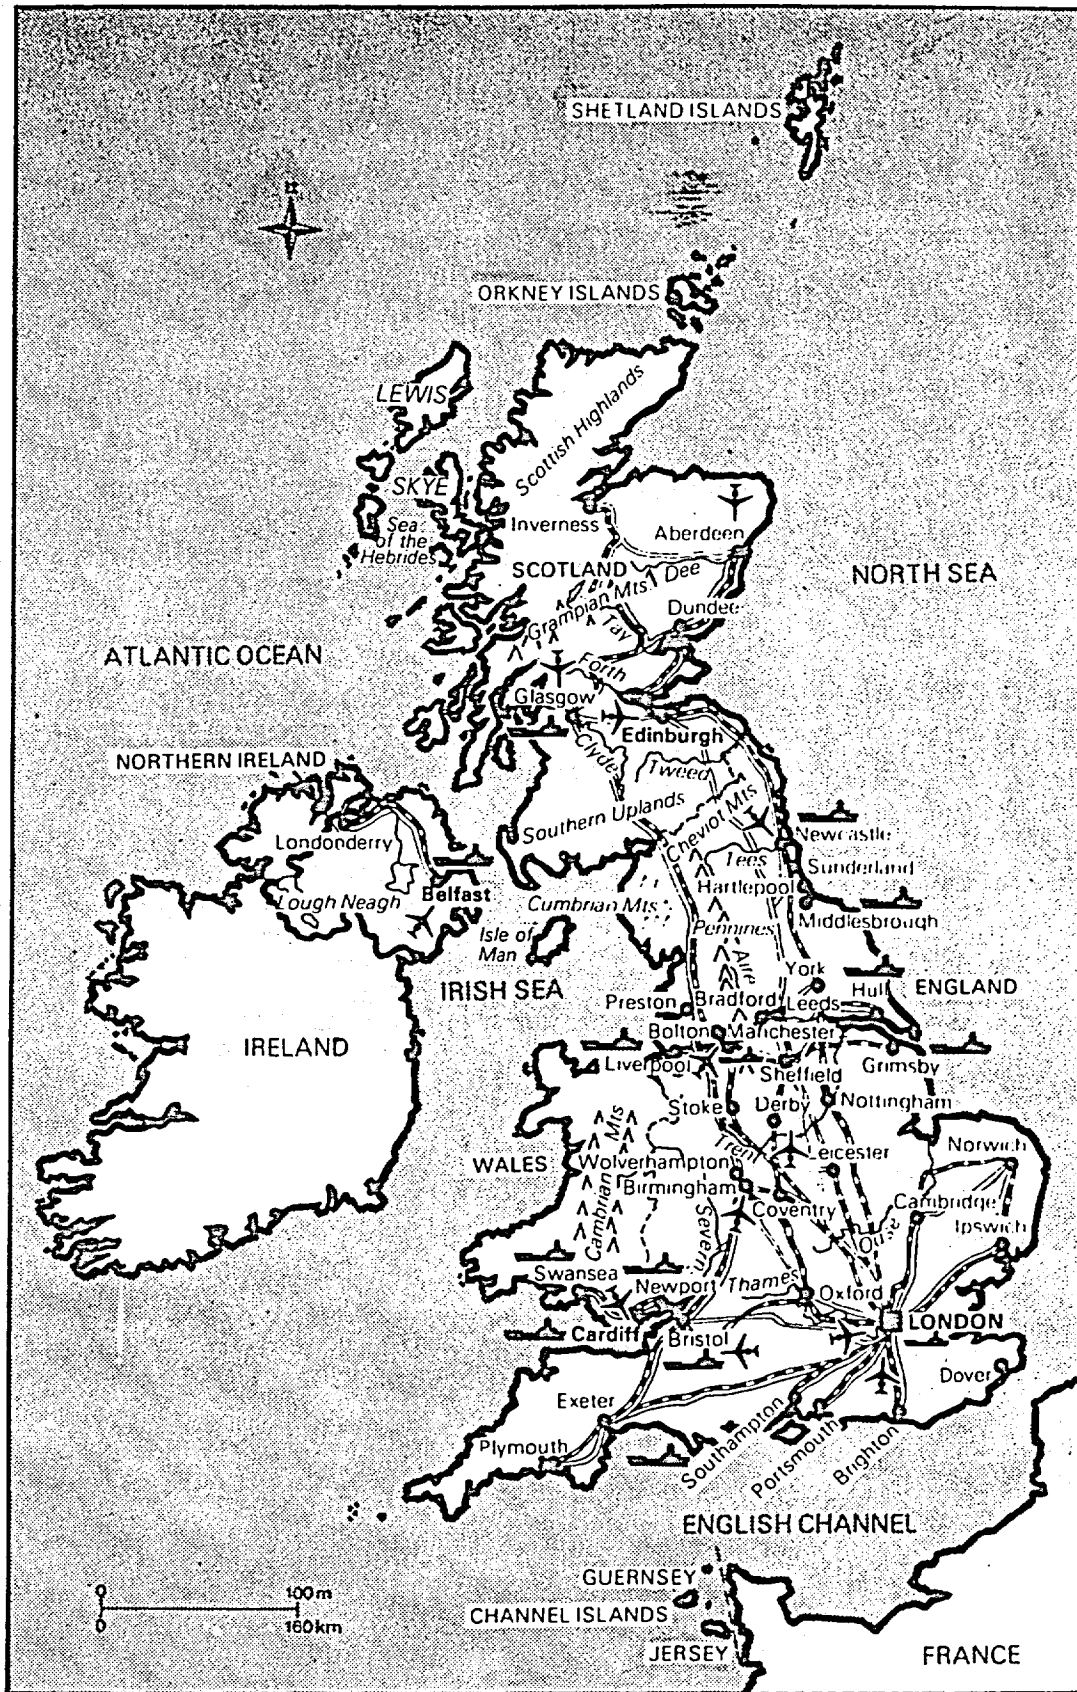 SHETLAND ISLANDS
N
ORKNEY ISLANDS
LEWIS
Scottish Highlands
SKYE
Sea
of the
Hebrides
Inverness
Aberdeen
SCOTLAND
Dee
NORTH SEA
Grampian Mts.
Dundee
Tay
ATLANTIC OCEAN
Forth
Glasgow
Edinburgh
Clyde
Tweed
NORTHERN IRELAND
Southern Uplands
Cheviot Mts
Newcastle
Londonderry
Tees
Sunderland
Belfast
Hartlepool
Lough Neagh
Cumbrian Mts
Middlesbrough
Isle of
Man
Pennines
Aire
York
IRISH SEA
Hull
ENGLAND
Preston
Bradford
Leeds
Bolton
Manchester
IRELAND
Liverpool
Sheffield
Grimsby
Stoke
Derby
Nottingham
Trent
Leicester
Norwich
WALES
Wolverhampton
Birmingham
Cambrian Mts
Coventry
Cambridge
Ipswich
Severn
Ouse
Swansea
Newport
Thames
Oxford
LONDON
Cardiff
Bristol
Dover
Exeter
Plymouth
Southampton
Portsmouth
Brighton
ENGLISH CHANNEL
GUERNSEY
CHANNEL ISLANDS
JERSEY
FRANCE
0 100m
0 160km